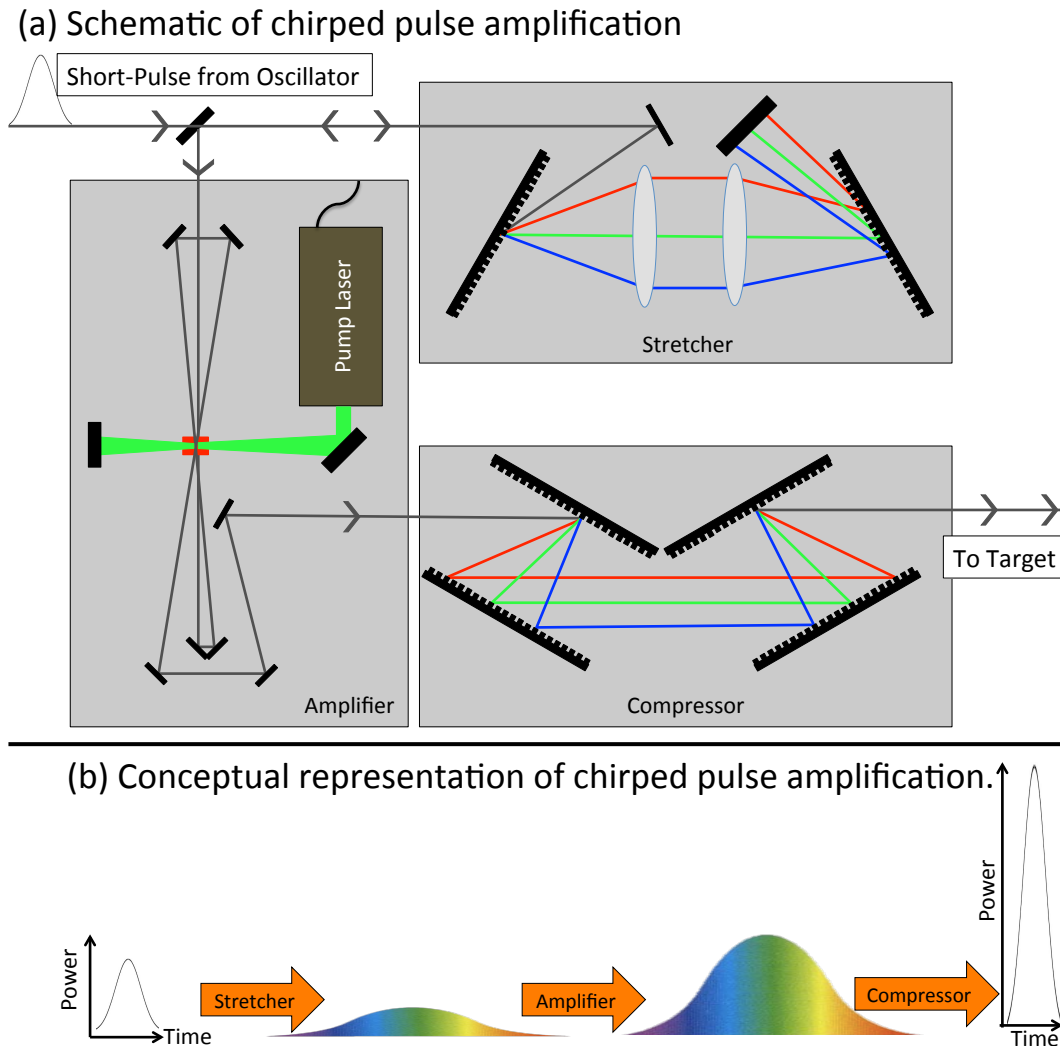 (a) Schematic of chirped pulse amplification
Short-Pulse from Oscillator
Pump Laser
Stretcher
To Target
Amplifier
Compressor
(b) Conceptual representation of chirped pulse amplification.
Power
Time
Stretcher
Amplifier
Compressor
Power
Time